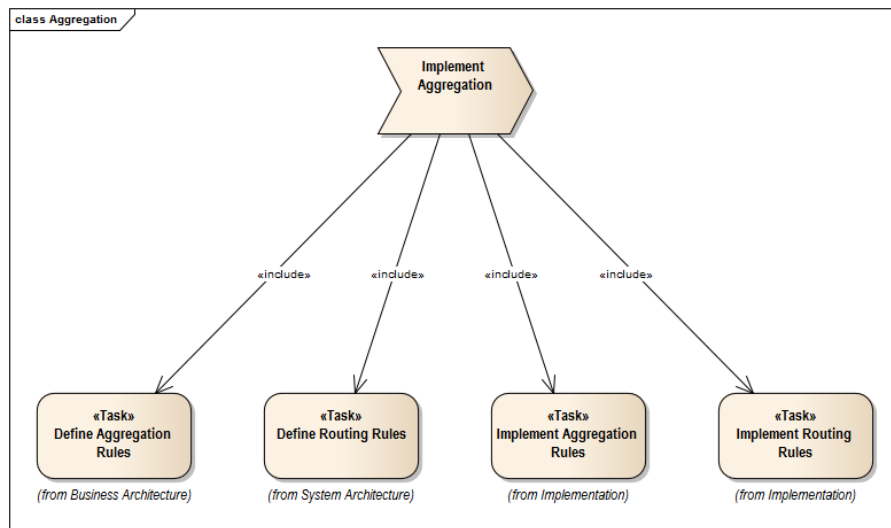 class Aggregation
Implement
Aggregation
«include»
«include»
«include»
«include»
«Task»
Define Aggregation
Rules
(from Business Architecture)
«Task»
Define Routing Rules
(from System Architecture)
«Task»
Implement Aggregation
Rules
(from Implementation)
«Task»
Implement Routing
Rules
(from Implementation)